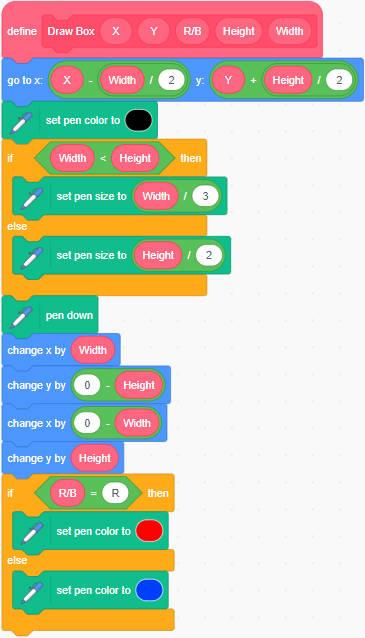 define Draw Box X Y R/B Height Width
go to x: X - Width / 2 y: Y + Height / 2
set pen color to
if Width < Height then
set pen size to Width / 3
else
set pen size to Height / 2
pen down
change x by Width
change y by 0 - Height
change x by 0 - Width
change y by Height
if R/B = R then
set pen color to
else
set pen color to